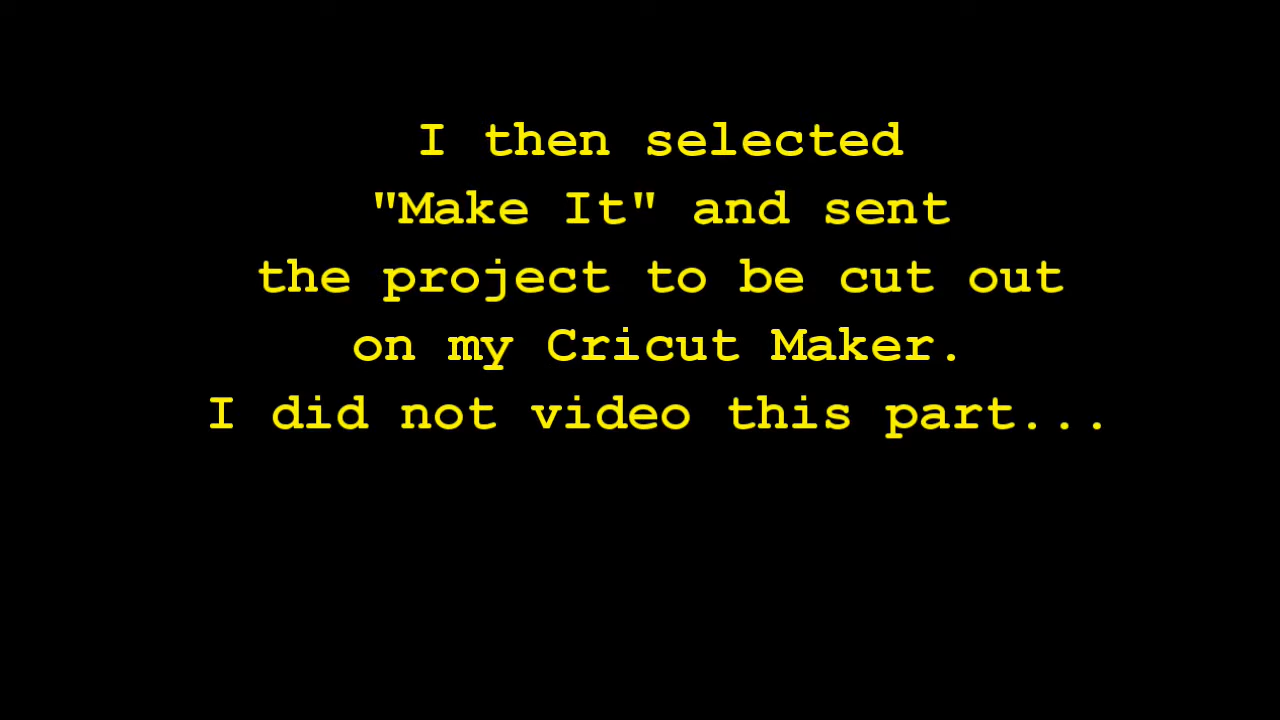 I then selected
"Make It" and sent
the project to be cut out
on my Cricut Maker.
I did not video this part...